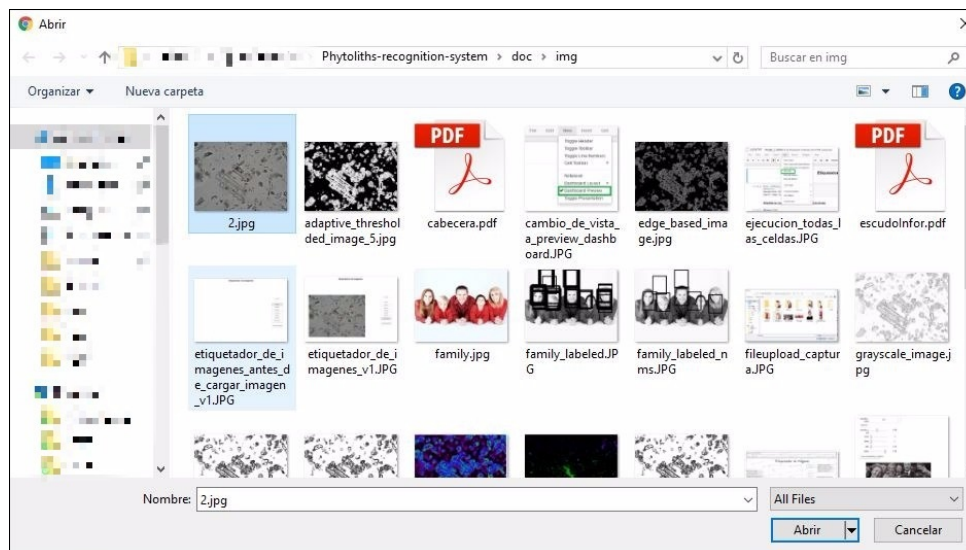 Abrir
Phytoliths-recognition-system > doc > img
Buscar en img
Organizar
Nueva carpeta
2.jpg
adaptive_threshol
ded_image_5.jpg
PDF
cabecera.pdf
cambio_de_vista_
a_preview_dashb
oard.JPG
edge_based_ima
ge.jpg
ejecucion_todas_l
as_celdas.JPG
PDF
escudoInfor.pdf
etiquetador_de_i
magenes_antes_d
e_cargar_imagen
_v1.JPG
etiquetador_de_i
magenes_v1.JPG
family.jpg
family_labeled.JP
G
family_labeled_n
ms.JPG
fileupload_captur
a.JPG
grayscale_image.j
pg
Nombre:
2.jpg
All Files
Abrir
Cancelar